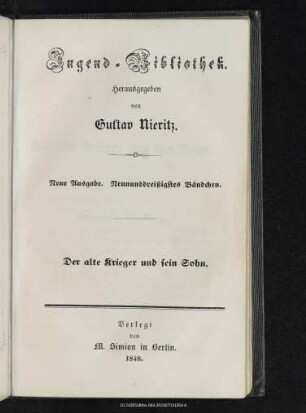 Jugend-Bibliothek.
Herausgegeben
von
Gustav Nieritz.
Neue Ausgabe. Neununddreißigstes Bändchen.
Der alte Krieger und sein Sohn.
Verlegt
von
M. Simion in Berlin.
1848.